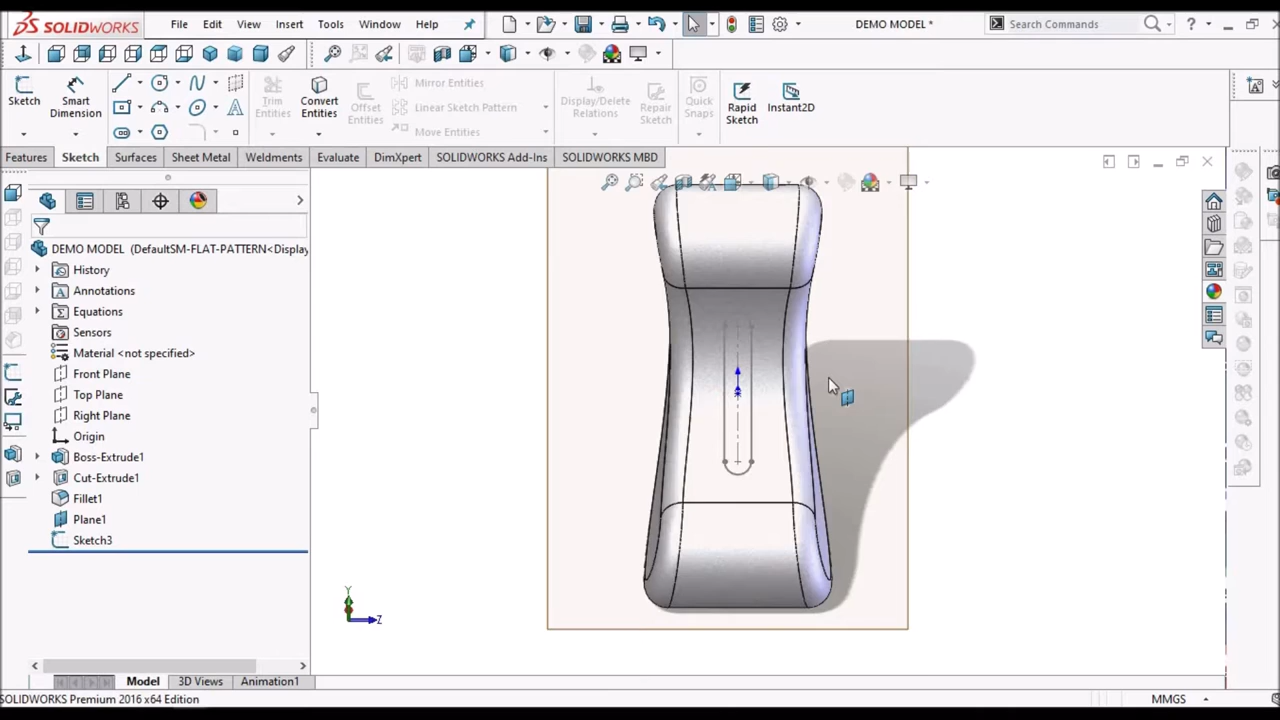 SOLIDWORKS File Edit View Insert Tools Window Help DEMO MODEL * Search Commands
Sketch Smart Dimension Trim Entities Convert Entities Offset Entities Mirror Entities Linear Sketch Pattern Move Entities Display/Delete Relations Repair Sketch Quick Snaps Rapid Sketch Instant2D
Features Sketch Surfaces Sheet Metal Weldments Evaluate DimXpert SOLIDWORKS Add-Ins SOLIDWORKS MBD
DEMO MODEL (DefaultSM-FLAT-PATTERN<Display
History
Annotations
Equations
Sensors
Material <not specified>
Front Plane
Top Plane
Right Plane
Origin
Boss-Extrude1
Cut-Extrude1
Fillet1
Plane1
Sketch3
Y
Z
Model 3D Views Animation1
SOLIDWORKS Premium 2016 x64 Edition MMGS